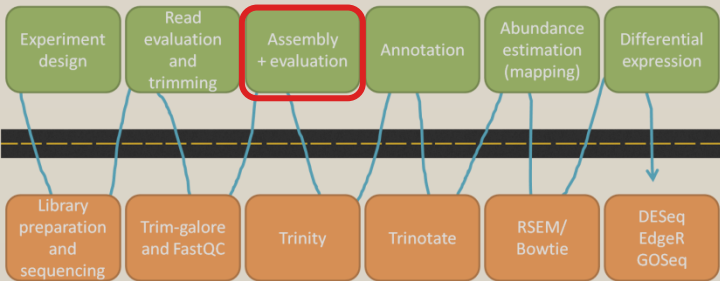 Experiment
design
Read
evaluation
and
trimming
Assembly
+ evaluation
Annotation
Abundance
estimation
(mapping)
Differential
expression
Library
preparation
and
sequencing
Trim-galore
and FastQC
Trinity
Trinotate
RSEM/
Bowtie
DESeq
EdgeR
GOSeq